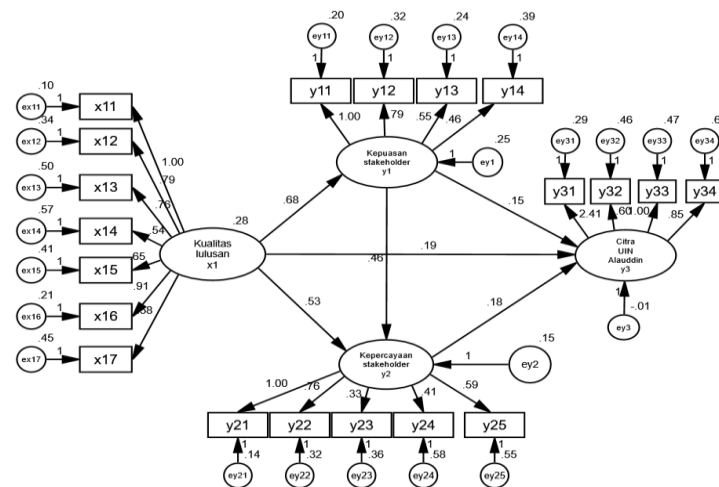 .20
.32
.24
.39
ey11
ey12
ey13
ey14
1
1
1
1
y11
y12
y13
y14
1.00
.79
.55
.46
.10
ex11
1
x11
.34
ex12
1
x12
.50
ex13
1
x13
.57
ex14
1
x14
.41
ex15
1
x15
.21
ex16
1
x16
.45
ex17
1
x17
1.00
.79
.76
.54
.65
.91
.28
Kualitas
lulusan
x1
.68
.19
.53
Kepuasan
stakeholder
y1
1
ey1
.25
.15
.46
.18
.29
.46
.47
ey31
ey32
ey33
ey34
1
1
1
1
y31
y32
y33
y34
2.41
.60
1.00
.85
Citra
UIN
Alauddin
y3
1
-.01
ey3
Kepercayaan
stakeholder
y2
1
ey2
.15
1.00
.76
.33
.41
.59
y21
y22
y23
y24
y25
1
1
1
1
1
.14
.32
.36
.58
.55
ey21
ey22
ey23
ey24
ey25